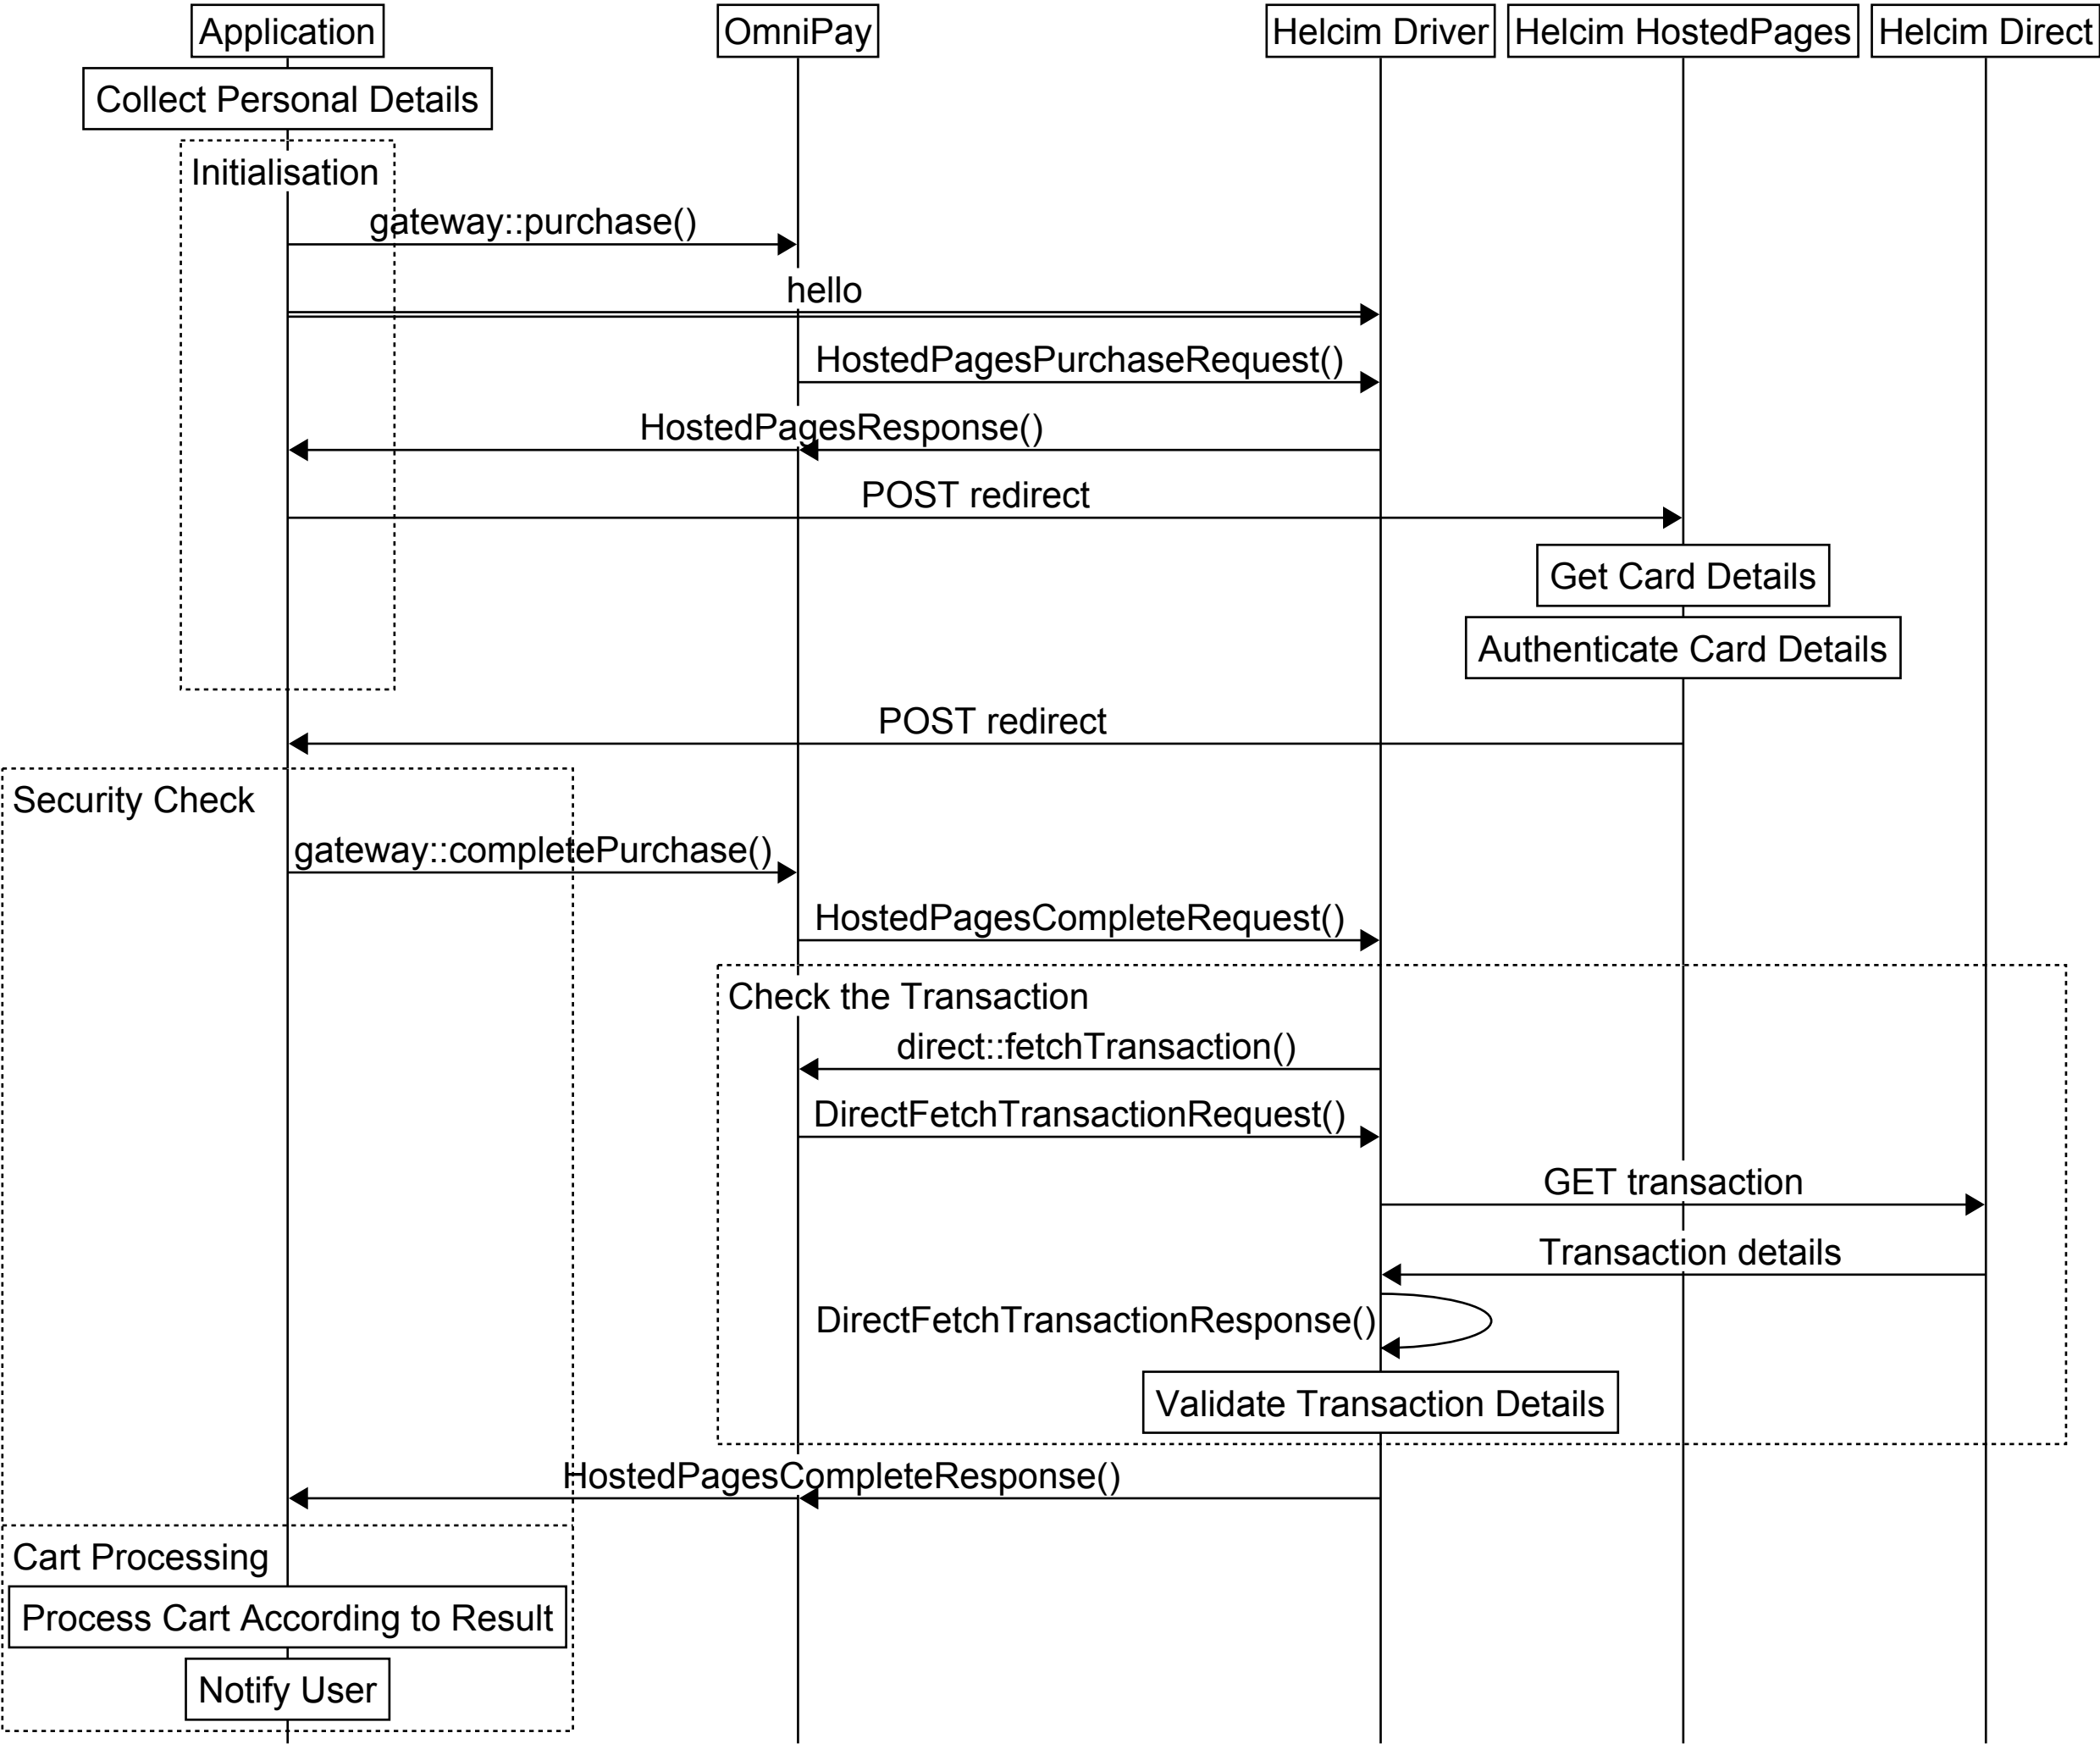 Application
OmniPay
Helcim Driver
Helcim HostedPages
Helcim Direct
Collect Personal Details
Initialisation
gateway::purchase()
hello
HostedPagesPurchaseRequest()
HostedPagesResponse()
POST redirect
Get Card Details
Authenticate Card Details
POST redirect
Security Check
gateway::completePurchase()
HostedPagesCompleteRequest()
Check the Transaction
direct::fetchTransaction()
DirectFetchTransactionRequest()
GET transaction
Transaction details
DirectFetchTransactionResponse()
Validate Transaction Details
HostedPagesCompleteResponse()
Cart Processing
Process Cart According to Result
Notify User